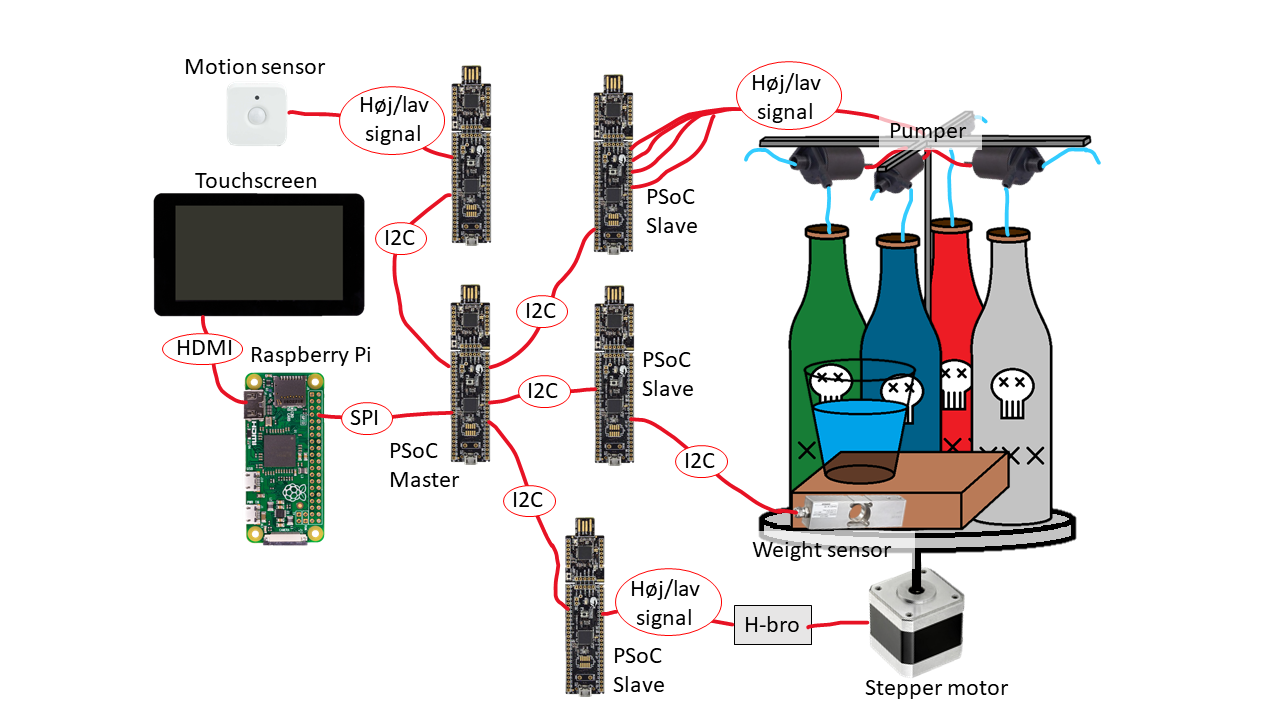 Motion sensor
Høj/lav
signal
Høj/lav
signal
Pumper
Touchscreen
PSoC
Slave
I2C
I2C
HDMI
Raspberry Pi
PSoC
Slave
I2C
SPI
PSoC
Master
I2C
I2C
Weight sensor
Høj/lav
signal
H-bro
PSoC
Slave
Stepper motor